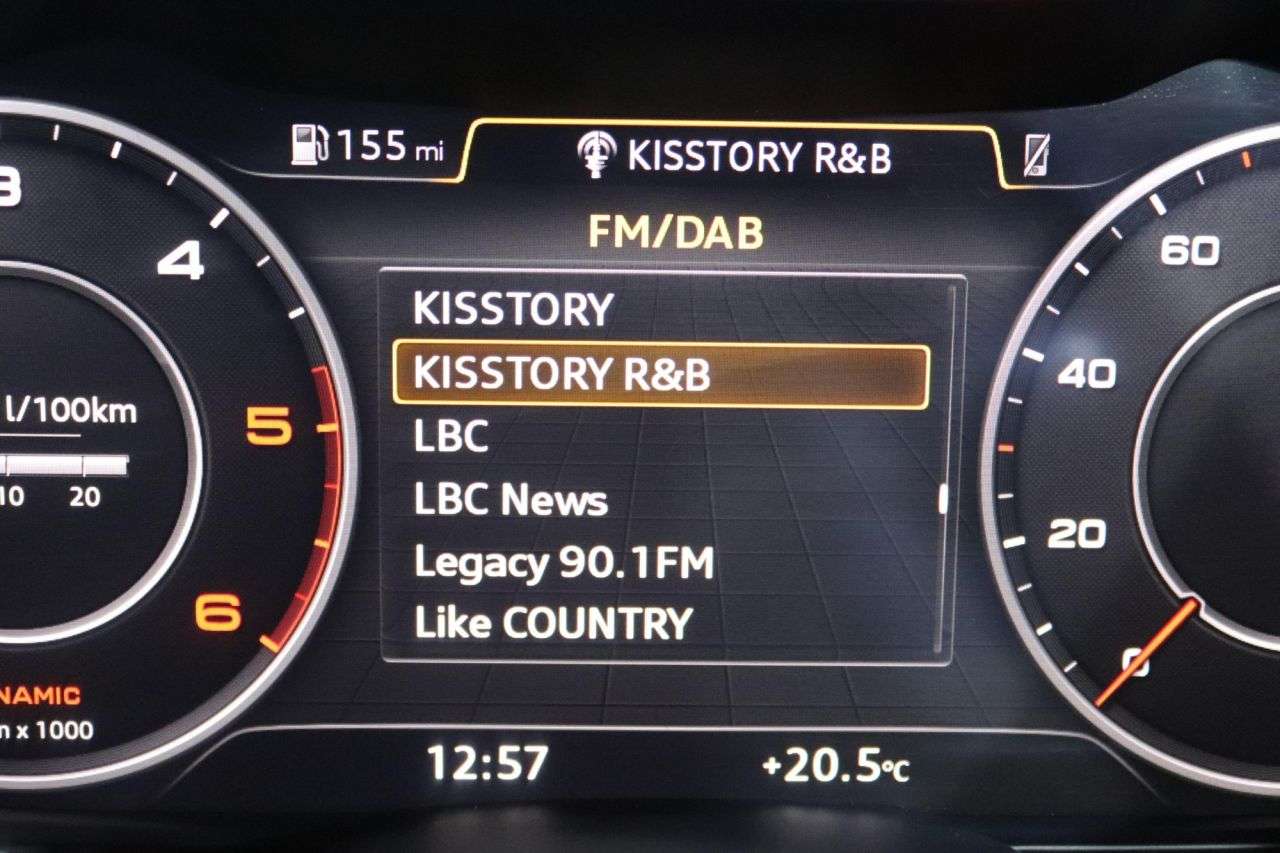 155 mi
KISSTORY R&B
FM/DAB
KISSTORY
KISSTORY R&B
LBC
LBC News
Legacy 90.1FM
Like COUNTRY
12:57
+20.5°C
3
4
5
6
l/100km
10 20
x 1000
60
40
20
0